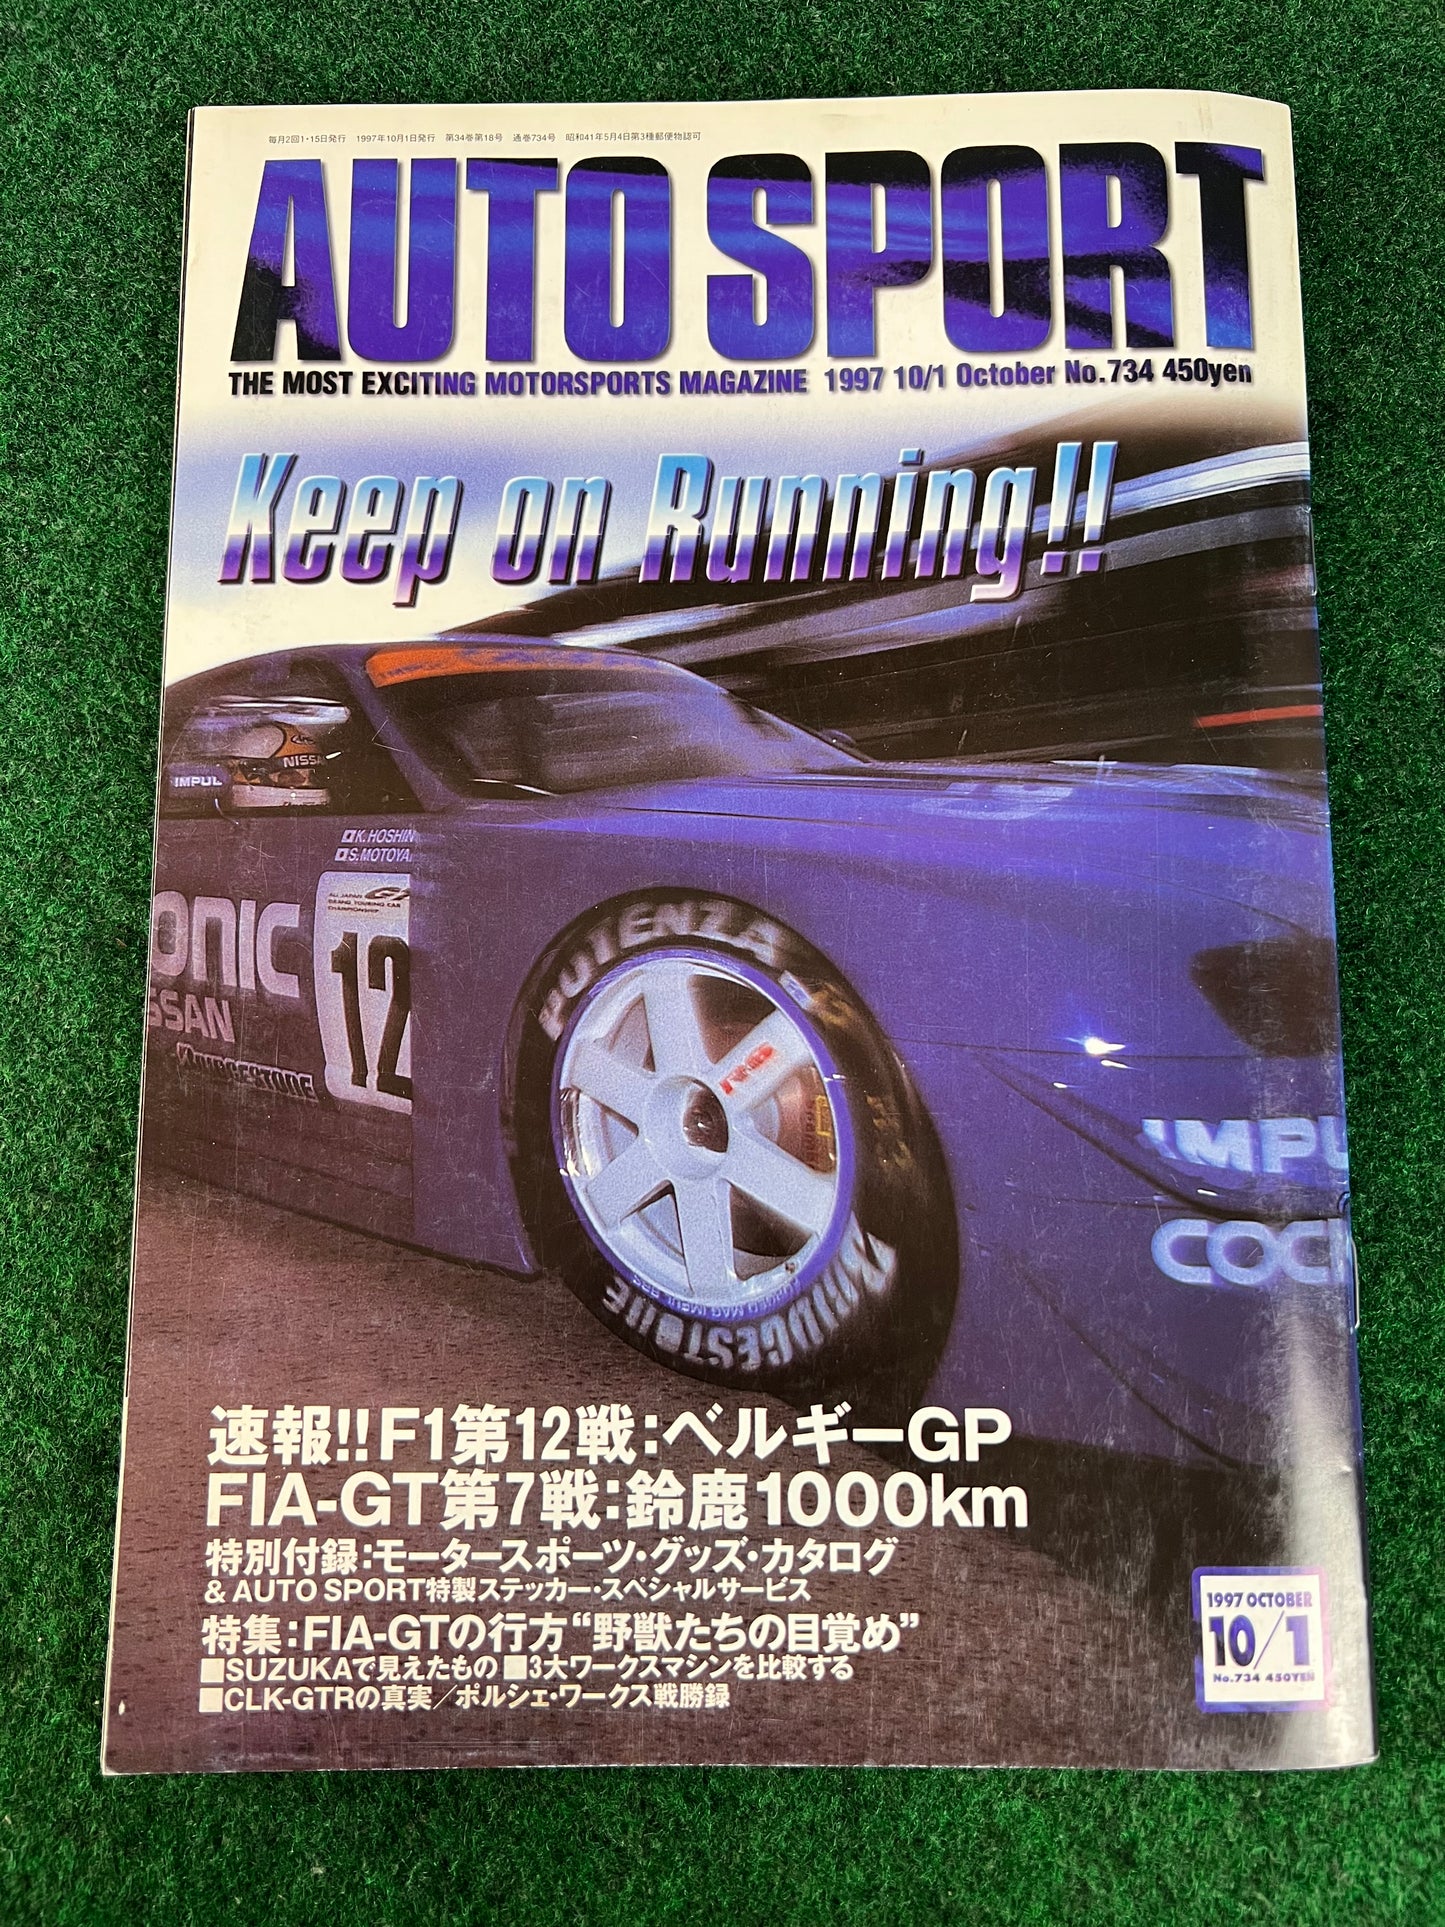 毎月2回1・15日発行 1997年10月1日発行 第34巻第18号 通巻734号 昭和41年5月4日第3種郵便物認可
AUTO SPORT
THE MOST EXCITING MOTORSPORTS MAGAZINE 1997 10/1 October No.734 450yen
Keep on Running!!
NISSA
IMPUL
K.HOSHIN
S.MOTOYA
ALL JAPAN GT
GRAND TOURING CAR
CHAMPIONSHIP
12
ONIC
SSAN
BRIDGESTONE
POTENZA
BRIDGESTONE
IMPU
COC
速報!!F1第12戦:ベルギーGP
FIA-GT第7戦:鈴鹿1000km
特別付録:モータースポーツ・グッズ・カタログ
& AUTO SPORT特製ステッカー・スペシャルサービス
特集:FIA-GTの行方“野獣たちの目覚め”
■SUZUKAで見えたもの ■3大ワークスマシンを比較する
■CLK-GTRの真実/ポルシェ・ワークス戦勝録
1997 OCTOBER
10/1
No.734 450YEN